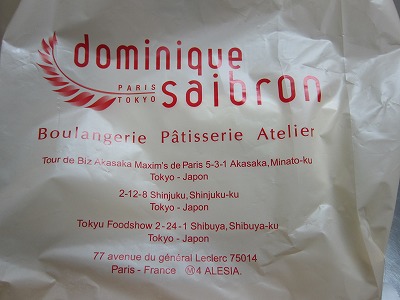 dominique
PARIS
TOKYO
saibron
Boulangerie Pâtisserie Atelier
Tour de Biz Akasaka Maxim's de Paris 5-3-1 Akasaka, Minato-ku
Tokyo - Japon
2-12-8 Shinjuku, Shinjuku-ku
Tokyo - Japon
Tokyu Foodshow 2-24-1 Shibuya, Shibuya-ku
Tokyo - Japon
77 avenue du général Leclerc 75014
Paris - France Ⓜ4 ALESIA.